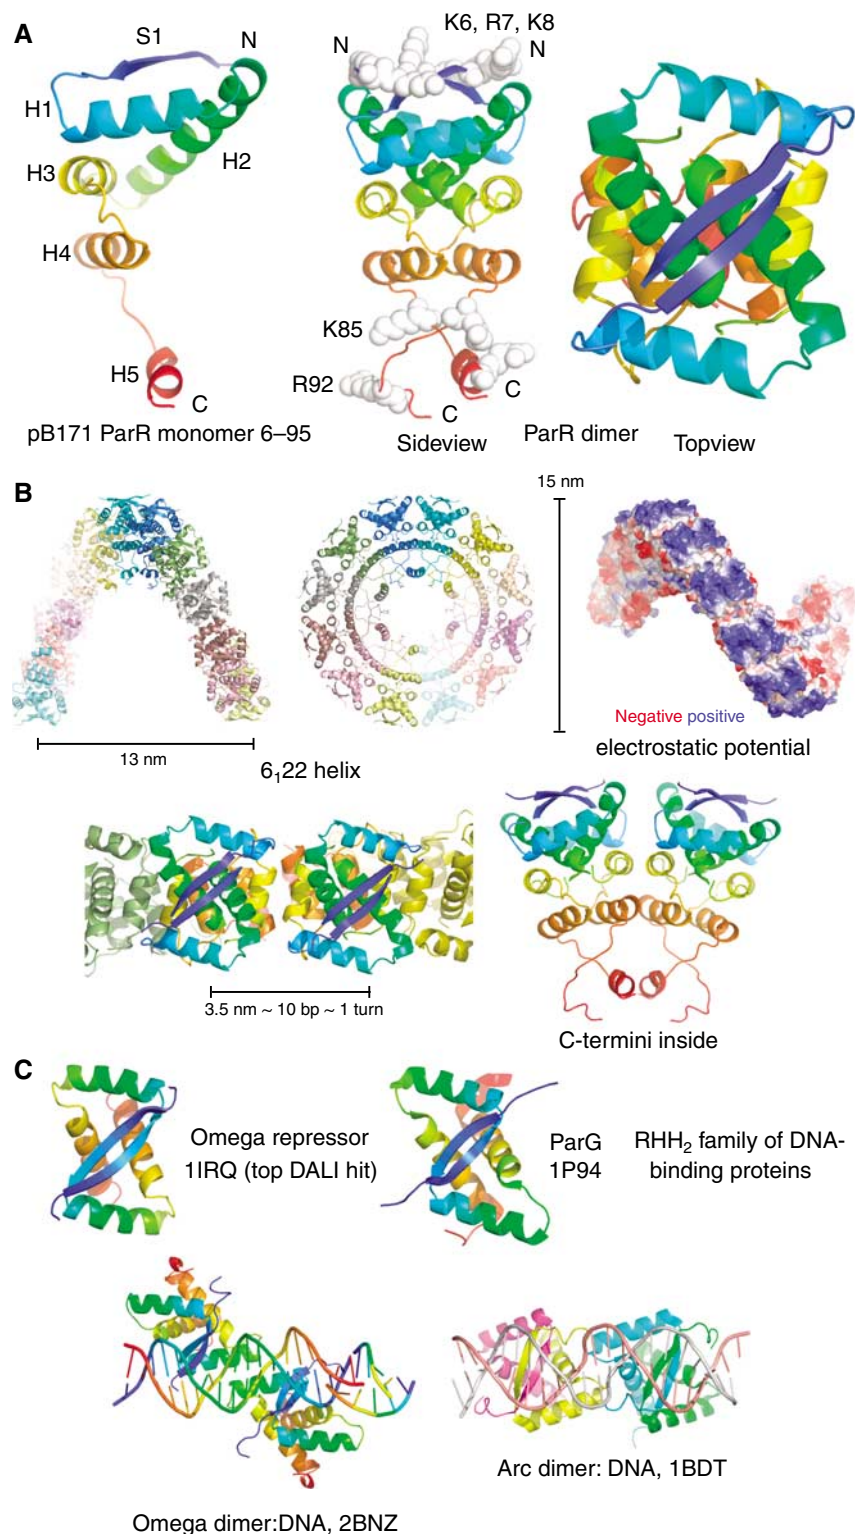 A
S1
N
H1
H2
H3
H4
H5
C
pB171 ParR monomer 6–95
K6, R7, K8
N
N
K85
R92
C
C
Sideview
ParR dimer
Topview
B
15 nm
13 nm
6₁22 helix
Negative positive
electrostatic potential
3.5 nm ~ 10 bp ~ 1 turn
C-termini inside
C
Omega repressor
1IRQ (top DALI hit)
ParG
1P94
RHH₂ family of DNA-
binding proteins
Omega dimer:DNA, 2BNZ
Arc dimer: DNA, 1BDT